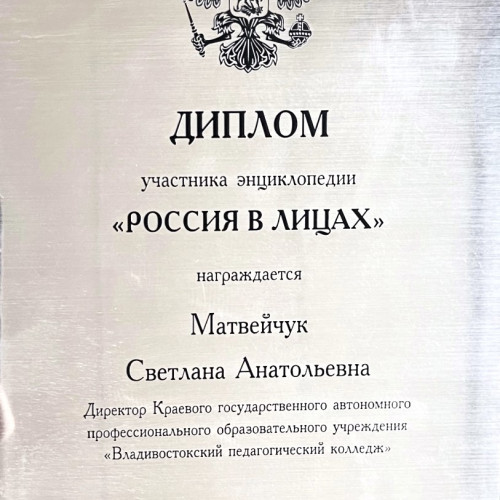 ДИПЛОМ
участника энциклопедии
«РОССИЯ В ЛИЦАХ»
награждается
Матвейчук
Светлана Анатольевна
Директор Краевого государственного автономного
профессионального образовательного учреждения
«Владивостокский педагогический колледж»